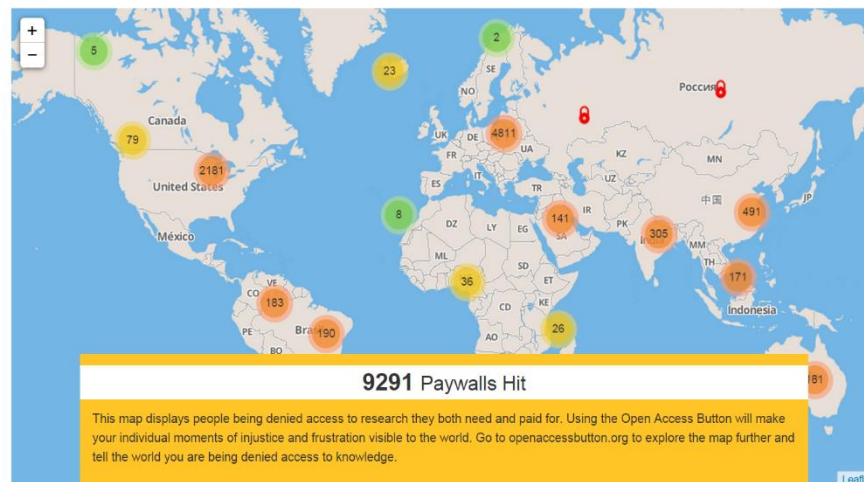 +
−
5
2
23
SE
NO
Россия
Canada
79
4811
UK
DE
UA
FR
KZ
MN
2181
IT
UZ
United States
ES
TR
中国
JP
8
141
IR
PK
491
DZ
LY
EG
SA
305
México
ML
MM
TH
36
SD
ET
171
VE
CO
183
CD
KE
Indonesia
190
26
PE
BO
AO
9291 Paywalls Hit
This map displays people being denied access to research they both need and paid for. Using the Open Access Button will make
your individual moments of injustice and frustration visible to the world. Go to openaccessbutton.org to explore the map further and
tell the world you are being denied access to knowledge.